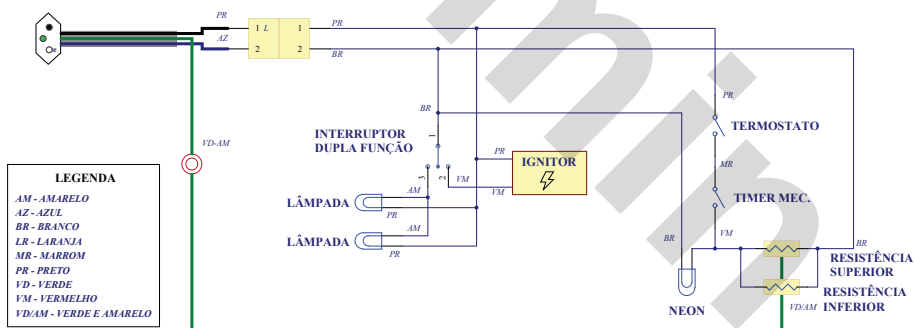 PR
AZ
1 L 1
2 2
PR
BR
VD-AM
BR
1
INTERRUPTOR
DUPLA FUNÇÃO
3
2
PR
IGNITOR
VM
VM
AM
LÂMPADA
PR
AM
LÂMPADA
PR
PR
TERMOSTATO
MR
TIMER MEC.
VM
BR
BR
RESISTÊNCIA
SUPERIOR
RESISTÊNCIA
INFERIOR
VD/AM
NEON
LEGENDA
AM - AMARELO
AZ - AZUL
BR - BRANCO
LR - LARANJA
MR - MARROM
PR - PRETO
VD - VERDE
VM - VERMELHO
VD/AM - VERDE E AMARELO